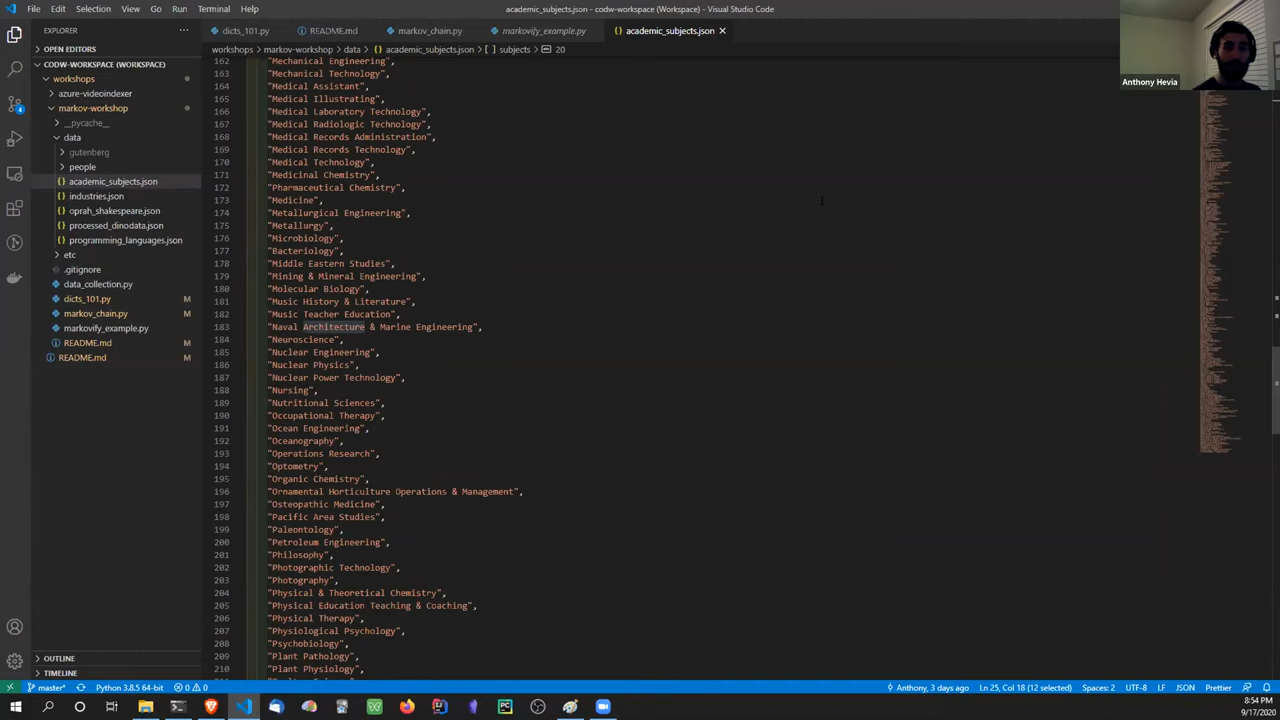 File Edit Selection View Go Run Terminal Help
academic_subjects.json - codw-workspace (Workspace) - Visual Studio Code
EXPLORER
OPEN EDITORS
CODW-WORKSPACE (WORKSPACE)
workshops
azure-videoindexer
markov-workshop
__pycache__
data
gutenberg
people
academic_subjects.json
industries.json
oprah_shakespeare.json
processed_dinodata.json
programming_languages.json
etc
.gitignore
data_collection.py
dicts_101.py M
markov_chain.py M
markovify_example.py
README.md M
README.md M
OUTLINE
TIMELINE
dicts_101.py README.md markov_chain.py markovify_example.py academic_subjects.json
workshops > markov-workshop > data > academic_subjects.json > [ ] subjects > 20
162 "Mechanical Engineering",
163 "Mechanical Technology",
164 "Medical Assistant",
165 "Medical Illustrating",
166 "Medical Laboratory Technology",
167 "Medical Radiologic Technology",
168 "Medical Records Administration",
169 "Medical Records Technology",
170 "Medical Technology",
171 "Medicinal Chemistry",
172 "Pharmaceutical Chemistry",
173 "Medicine",
174 "Metallurgical Engineering",
175 "Metallurgy",
176 "Microbiology",
177 "Bacteriology",
178 "Middle Eastern Studies",
179 "Mining & Mineral Engineering",
180 "Molecular Biology",
181 "Music History & Literature",
182 "Music Teacher Education",
183 "Naval Architecture & Marine Engineering",
184 "Neuroscience",
185 "Nuclear Engineering",
186 "Nuclear Physics",
187 "Nuclear Power Technology",
188 "Nursing",
189 "Nutritional Sciences",
190 "Occupational Therapy",
191 "Ocean Engineering",
192 "Oceanography",
193 "Operations Research",
194 "Optometry",
195 "Organic Chemistry",
196 "Ornamental Horticulture Operations & Management",
197 "Osteopathic Medicine",
198 "Pacific Area Studies",
199 "Paleontology",
200 "Petroleum Engineering",
201 "Philosophy",
202 "Photographic Technology",
203 "Photography",
204 "Physical & Theoretical Chemistry",
205 "Physical Education Teaching & Coaching",
206 "Physical Therapy",
207 "Physiological Psychology",
208 "Psychobiology",
209 "Plant Pathology",
210 "Plant Physiology",
Anthony Hevia
4
master* Python 3.8.5 64-bit 0 0
Anthony, 3 days ago Ln 25, Col 18 (12 selected) Spaces: 2 UTF-8 LF JSON Prettier
8:54 PM
9/17/2020